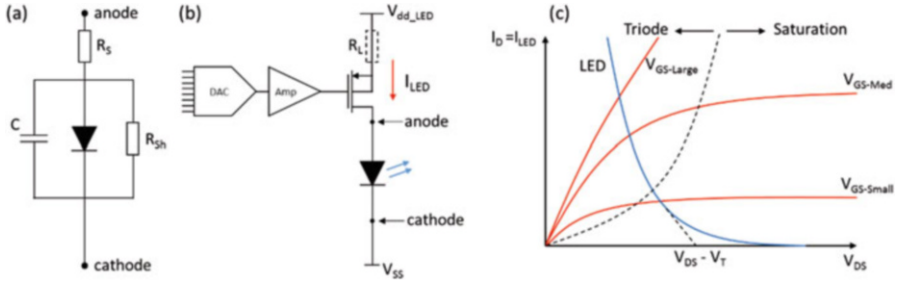 (a)
anode
R_S
C
R_Sh
cathode
(b)
V_dd_LED
R_L
I_LED
DAC
Amp
anode
cathode
V_SS
(c)
I_D =I_LED
Triode
Saturation
LED
V_GS-Large
V_GS-Med
V_GS-Small
V_DS - V_T
V_DS